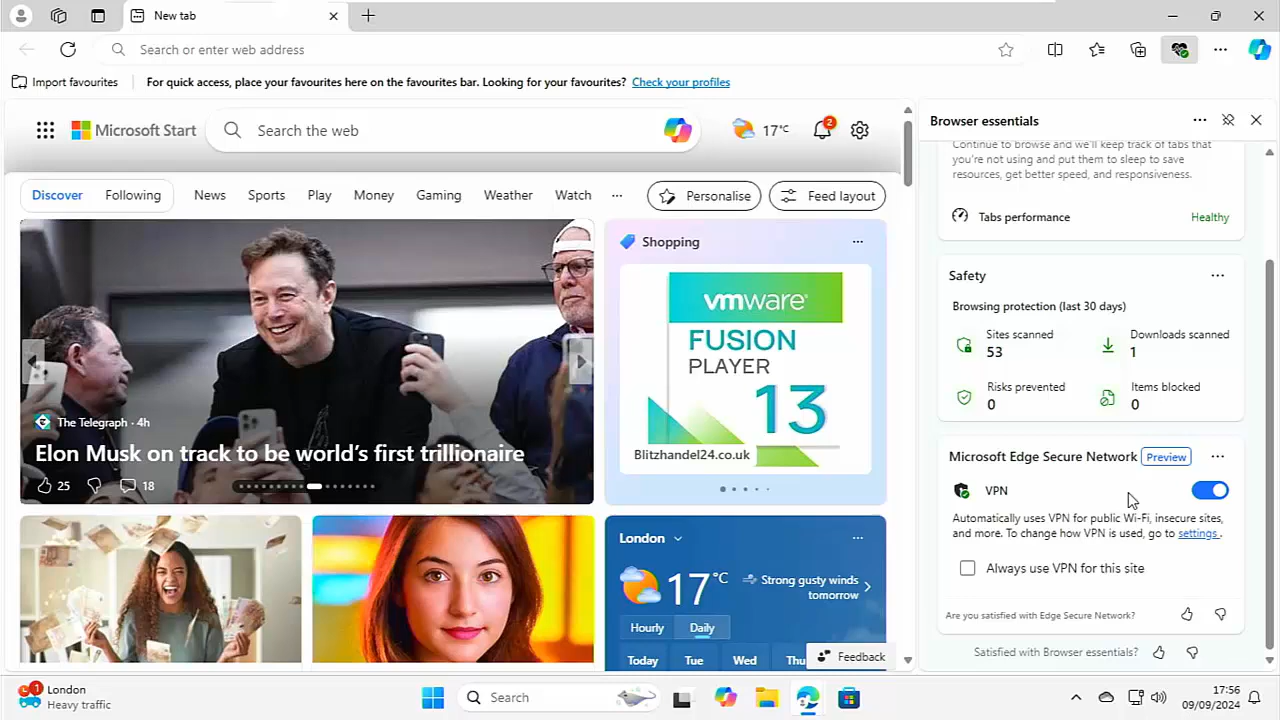 New tab
Search or enter web address
Import favourites
For quick access, place your favourites here on the favourites bar. Looking for your favourites? Check your profiles
Microsoft Start
Search the web
17°C
2
Discover
Following
News
Sports
Play
Money
Gaming
Weather
Watch
Personalise
Feed layout
The Telegraph · 4h
Elon Musk on track to be world's first trillionaire
25
18
Shopping
vmware®
FUSION
PLAYER
13
Blitzhandel24.co.uk
London
17°C
Strong gusty winds
tomorrow
Hourly
Daily
Today
Tue
Wed
Thu
Feedback
Browser essentials
Continue to browse and we'll keep track of tabs that
you're not using and put them to sleep to save
resources, get better speed, and responsiveness.
Tabs performance
Healthy
Safety
Browsing protection (last 30 days)
Sites scanned
53
Downloads scanned
1
Risks prevented
0
Items blocked
0
Microsoft Edge Secure Network Preview
VPN
Automatically uses VPN for public Wi-Fi, insecure sites,
and more. To change how VPN is used, go to settings.
Always use VPN for this site
Are you satisfied with Edge Secure Network?
Satisfied with Browser essentials?
1
London
Heavy traffic
Search
17:56
09/09/2024